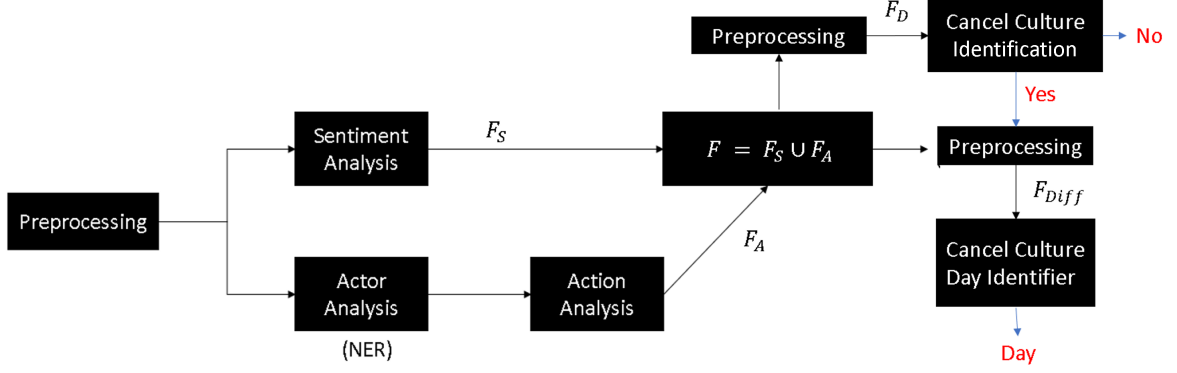 Preprocessing
Sentiment
Analysis
F_S
Actor
Analysis
(NER)
Action
Analysis
F_A
F = F_S ∪ F_A
Preprocessing
F_D
Cancel Culture
Identification
No
Yes
Preprocessing
F_Diff
Cancel Culture
Day Identifier
Day